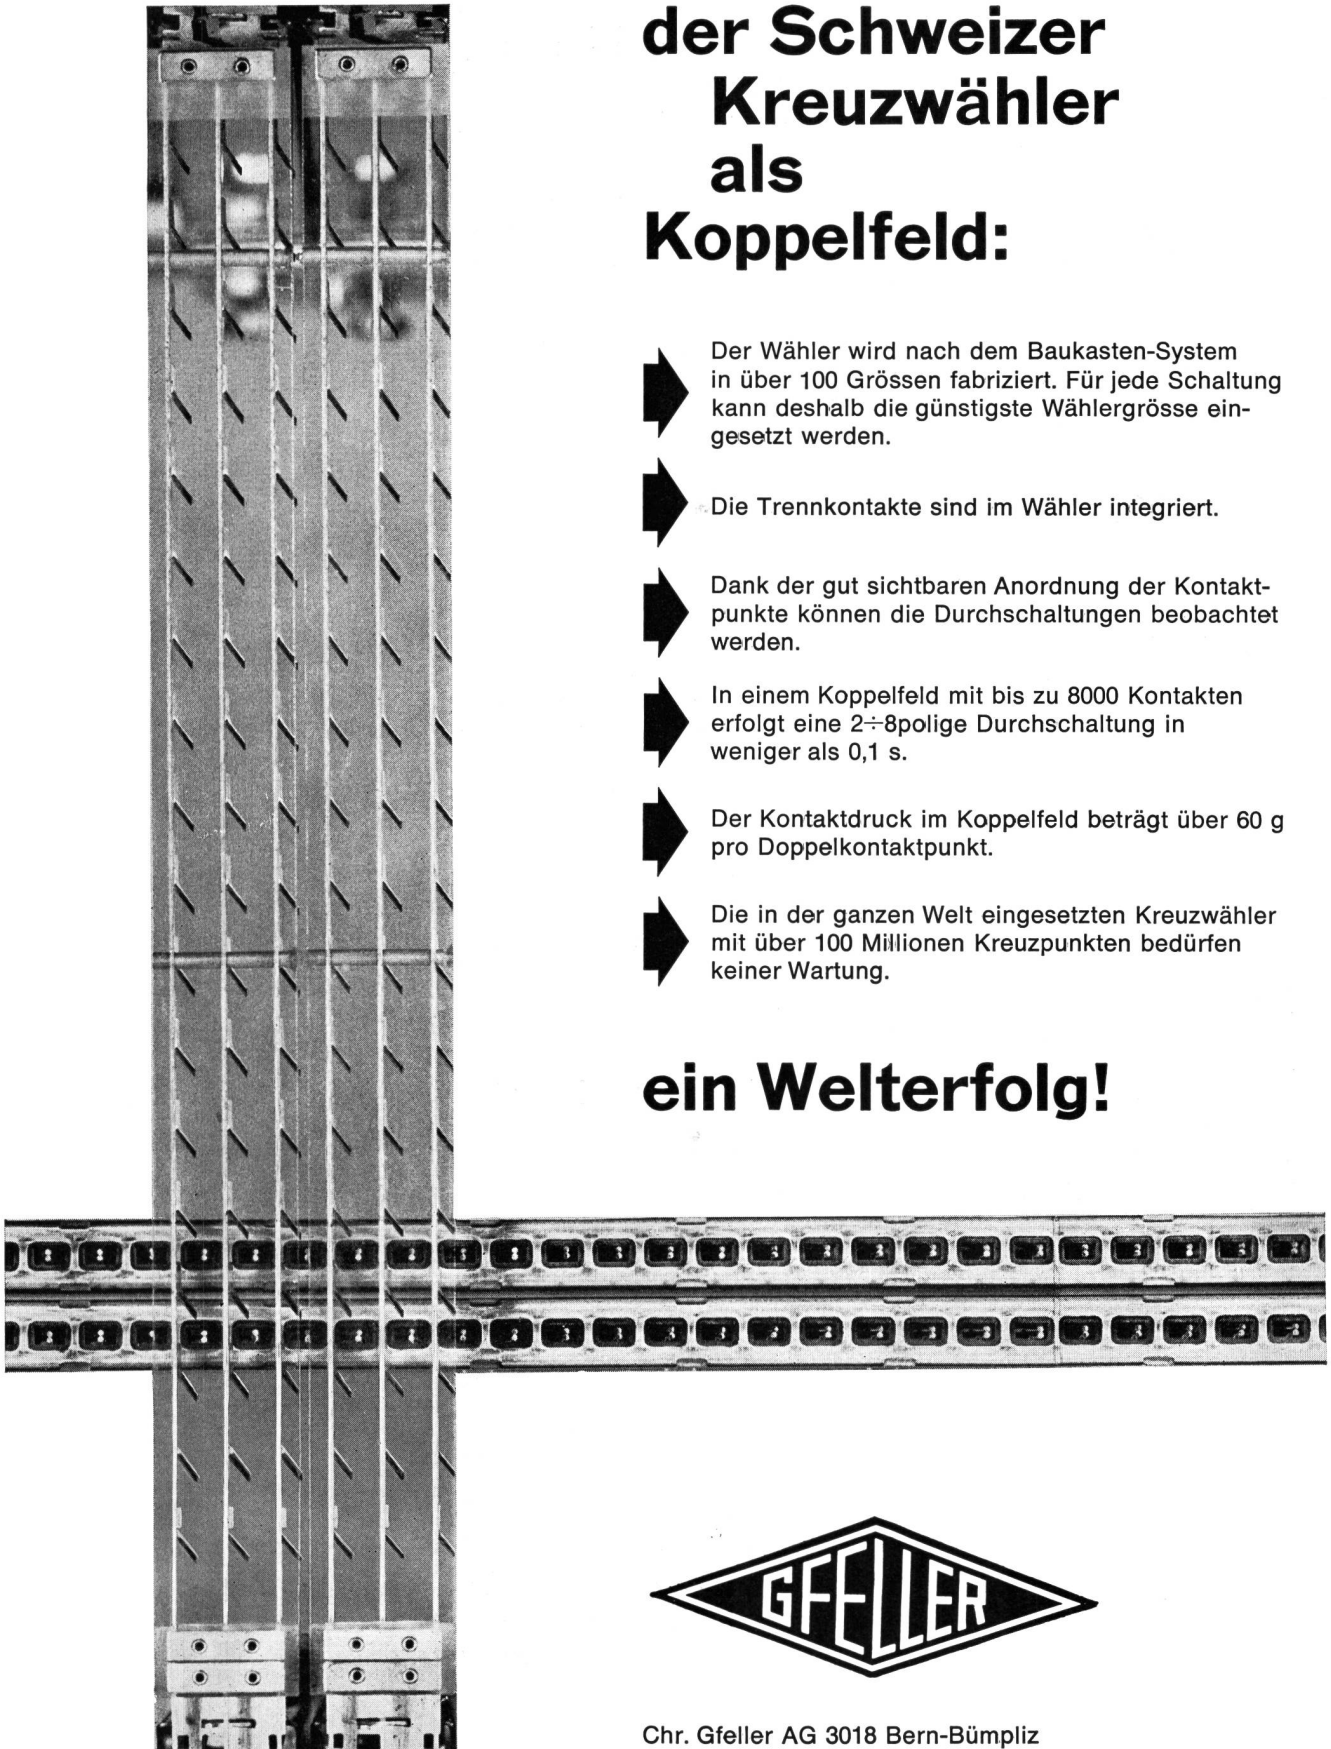 der Schweizer
Kreuzwähler
als
Koppelfeld:
Der Wähler wird nach dem Baukasten-System
in über 100 Grössen fabriziert. Für jede Schaltung
kann deshalb die günstigste Wählergrösse ein-
gesetzt werden.
Die Trennkontakte sind im Wähler integriert.
Dank der gut sichtbaren Anordnung der Kontakt-
punkte können die Durchschaltungen beobachtet
werden.
In einem Koppelfeld mit bis zu 8000 Kontakten
erfolgt eine 2÷8polige Durchschaltung in
weniger als 0,1 s.
Der Kontaktdruck im Koppelfeld beträgt über 60 g
pro Doppelkontaktpunkt.
Die in der ganzen Welt eingesetzten Kreuzwähler
mit über 100 Millionen Kreuzpunkten bedürfen
keiner Wartung.
ein Welterfolg!
GFELLER
Chr. Gfeller AG 3018 Bern-Bümpliz